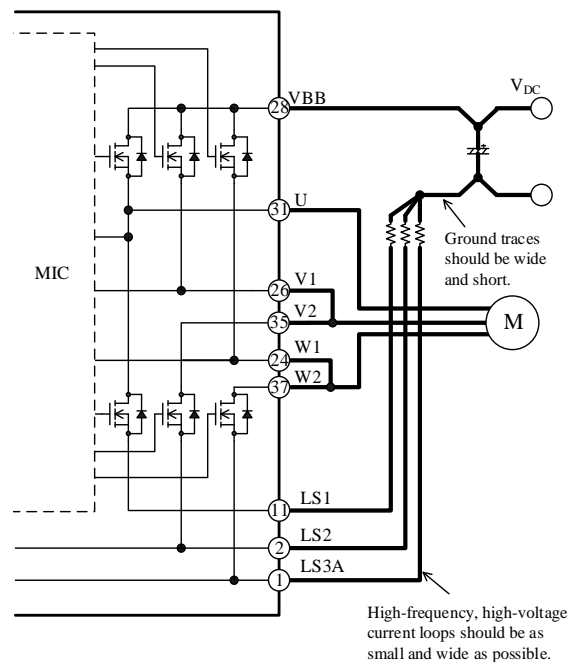 V_DC
28 VBB
31 U
Ground traces
should be wide
and short.
MIC
26 V1
35 V2
M
24 W1
37 W2
11 LS1
2 LS2
1 LS3A
High-frequency, high-voltage
current loops should be as
small and wide as possible.